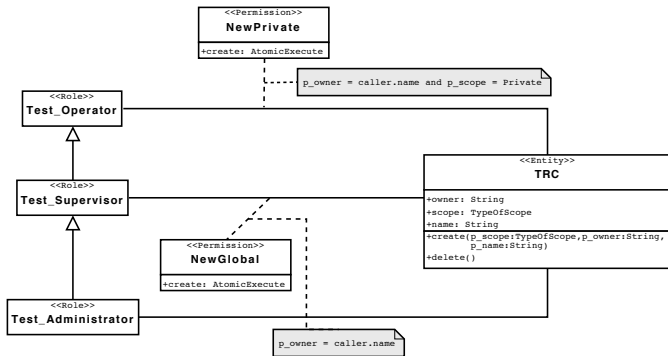 <<Permission>>
NewPrivate
+create: AtomicExecute
p_owner = caller.name and p_scope = Private
<<Role>>
Test_Operator
<<Entity>>
TRC
+owner: String
+scope: TypeOfScope
+name: String
+create(p_scope:TypeOfScope,p_owner:String,
p_name:String)
+delete()
<<Role>>
Test_Supervisor
<<Permission>>
NewGlobal
+create: AtomicExecute
<<Role>>
Test_Administrator
p_owner = caller.name